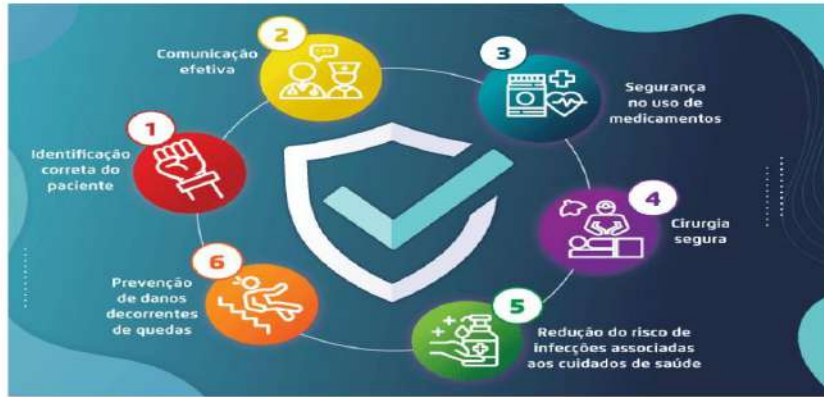 1
Identificação
correta do
paciente
2
Comunicação
efetiva
3
Segurança
no uso de
medicamentos
4
Cirurgia
segura
5
Redução do risco de
infecções associadas
aos cuidados de saúde
6
Prevenção
de danos
decorrentes
de quedas